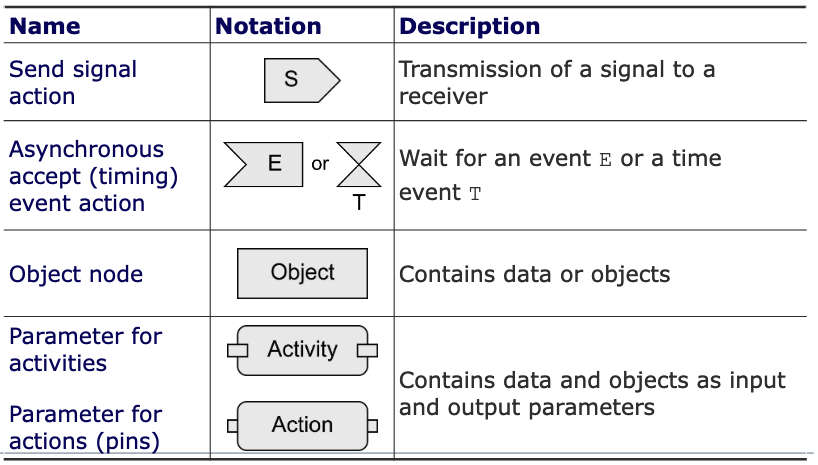 Name Notation Description
Send signal
action
S
Transmission of a signal to a
receiver
Asynchronous
accept (timing)
event action
E or
T
Wait for an event E or a time
event T
Object node
Object
Contains data or objects
Parameter for
activities
Activity
Parameter for
actions (pins)
Action
Contains data and objects as input
and output parameters